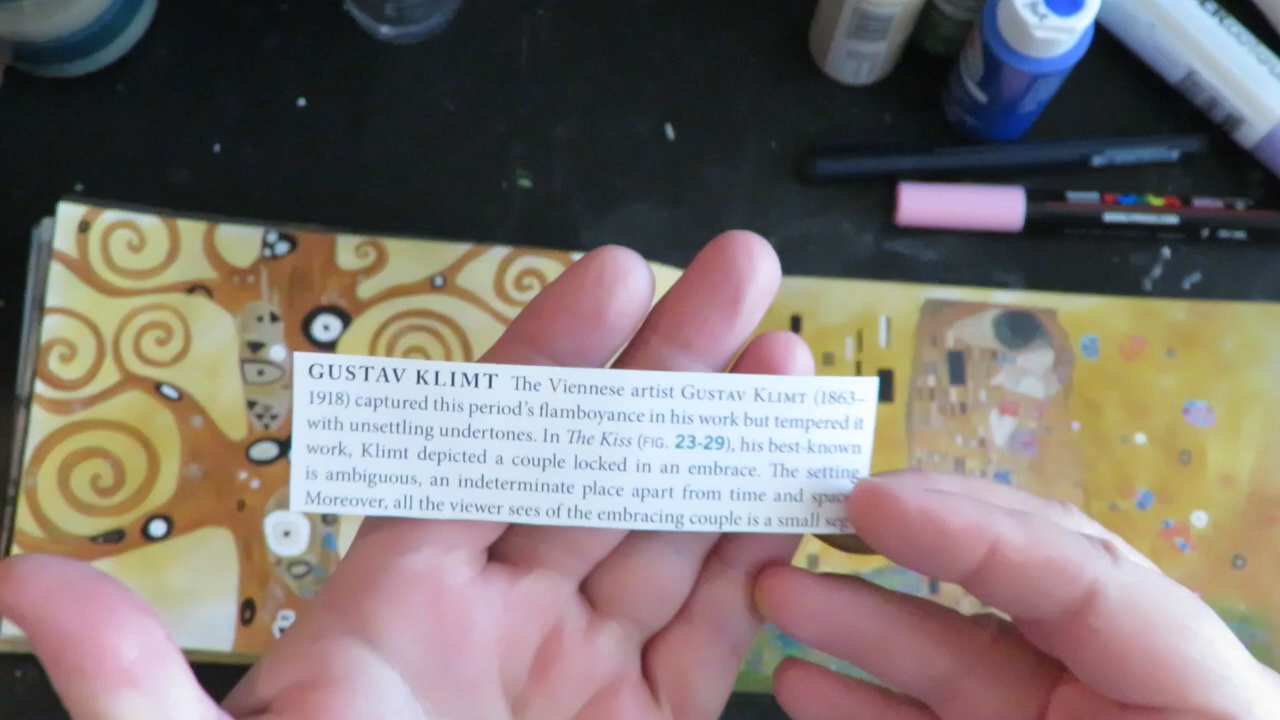 GUSTAV KLIMT The Viennese artist GUSTAV KLIMT (1863–
1918) captured this period's flamboyance in his work but tempered it
with unsettling undertones. In The Kiss (FIG. 23-29), his best-known
work, Klimt depicted a couple locked in an embrace. The setting
is ambiguous, an indeterminate place apart from time and space
Moreover, all the viewer sees of the embracing couple is a small seg-